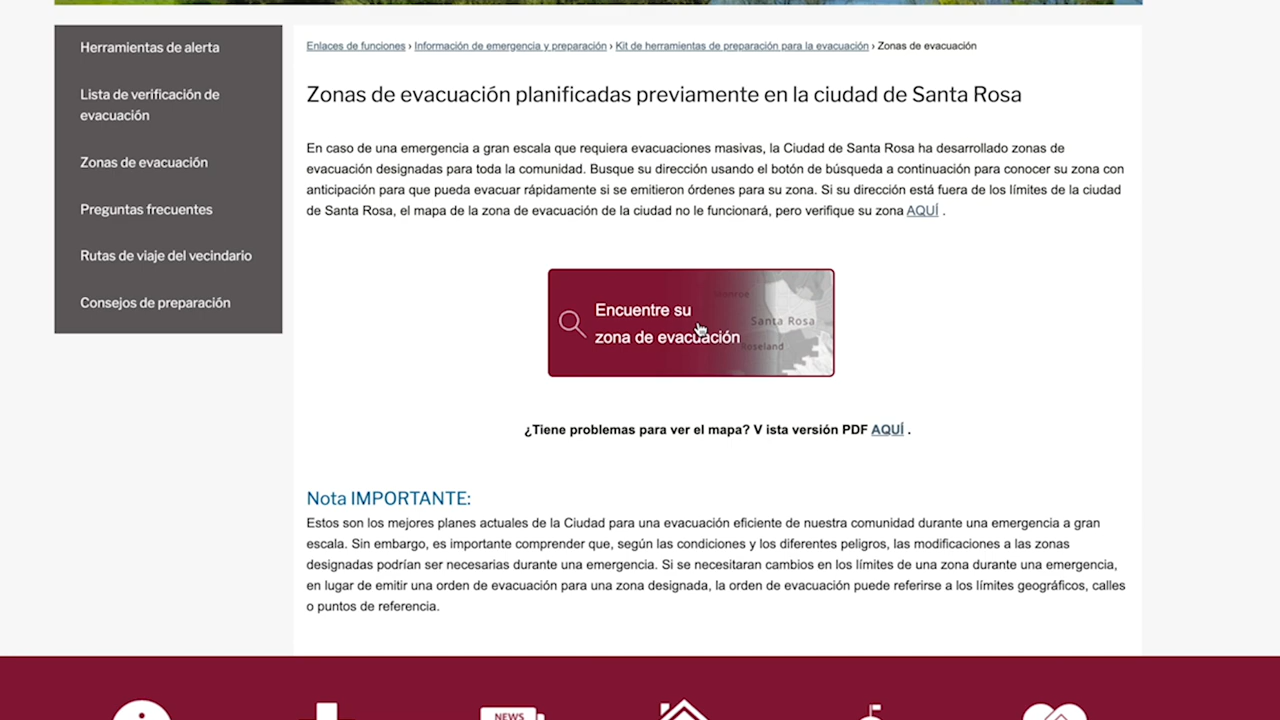 Herramientas de alerta
Lista de verificación de
evacuación
Zonas de evacuación
Preguntas frecuentes
Rutas de viaje del vecindario
Consejos de preparación
Enlaces de funciones › Información de emergencia y preparación › Kit de herramientas de preparación para la evacuación › Zonas de evacuación
Zonas de evacuación planificadas previamente en la ciudad de Santa Rosa
En caso de una emergencia a gran escala que requiera evacuaciones masivas, la Ciudad de Santa Rosa ha desarrollado zonas de
evacuación designadas para toda la comunidad. Busque su dirección usando el botón de búsqueda a continuación para conocer su zona con
anticipación para que pueda evacuar rápidamente si se emitieron órdenes para su zona. Si su dirección está fuera de los límites de la ciudad
de Santa Rosa, el mapa de la zona de evacuación de la ciudad no le funcionará, pero verifique su zona AQUÍ .
Encuentre su
zona de evacuación
Santa Rosa
Roseland
¿Tiene problemas para ver el mapa? V ista versión PDF AQUÍ .
Nota IMPORTANTE:
Estos son los mejores planes actuales de la Ciudad para una evacuación eficiente de nuestra comunidad durante una emergencia a gran
escala. Sin embargo, es importante comprender que, según las condiciones y los diferentes peligros, las modificaciones a las zonas
designadas podrían ser necesarias durante una emergencia. Si se necesitaran cambios en los límites de una zona durante una emergencia,
en lugar de emitir una orden de evacuación para una zona designada, la orden de evacuación puede referirse a los límites geográficos, calles
o puntos de referencia.
NEWS